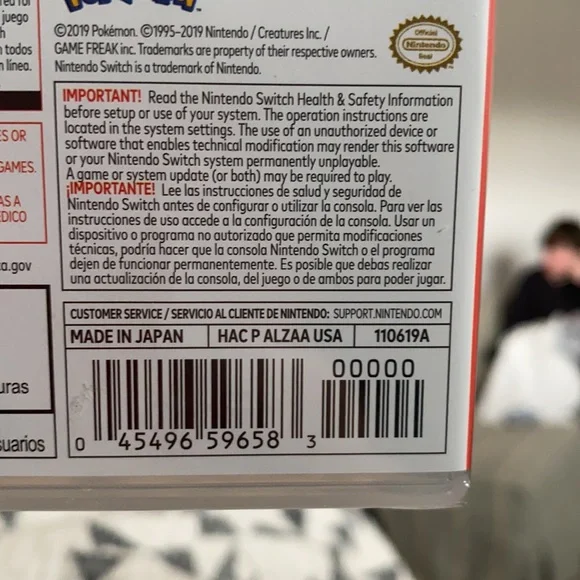 juego
todos
n línea.
©2019 Pokémon. ©1995–2019 Nintendo / Creatures Inc. /
GAME FREAK inc. Trademarks are property of their respective owners.
Nintendo Switch is a trademark of Nintendo.
Official
Nintendo
Seal
ES OR
GAMES.
AS A
DICO
a.gov
uras
suarios
IMPORTANT! Read the Nintendo Switch Health & Safety Information
before setup or use of your system. The operation instructions are
located in the system settings. The use of an unauthorized device or
software that enables technical modification may render this software
or your Nintendo Switch system permanently unplayable.
A game or system update (or both) may be required to play.
¡IMPORTANTE! Lee las instrucciones de salud y seguridad de
Nintendo Switch antes de configurar o utilizar la consola. Para ver las
instrucciones de uso accede a la configuración de la consola. Usar un
dispositivo o programa no autorizado que permita modificaciones
técnicas, podría hacer que la consola Nintendo Switch o el programa
dejen de funcionar permanentemente. Es posible que debas realizar
una actualización de la consola, del juego o de ambos para poder jugar.
CUSTOMER SERVICE / SERVICIO AL CLIENTE DE NINTENDO: SUPPORT.NINTENDO.COM
MADE IN JAPAN HAC P ALZAA USA 110619A
00000
0 45496 59658 3